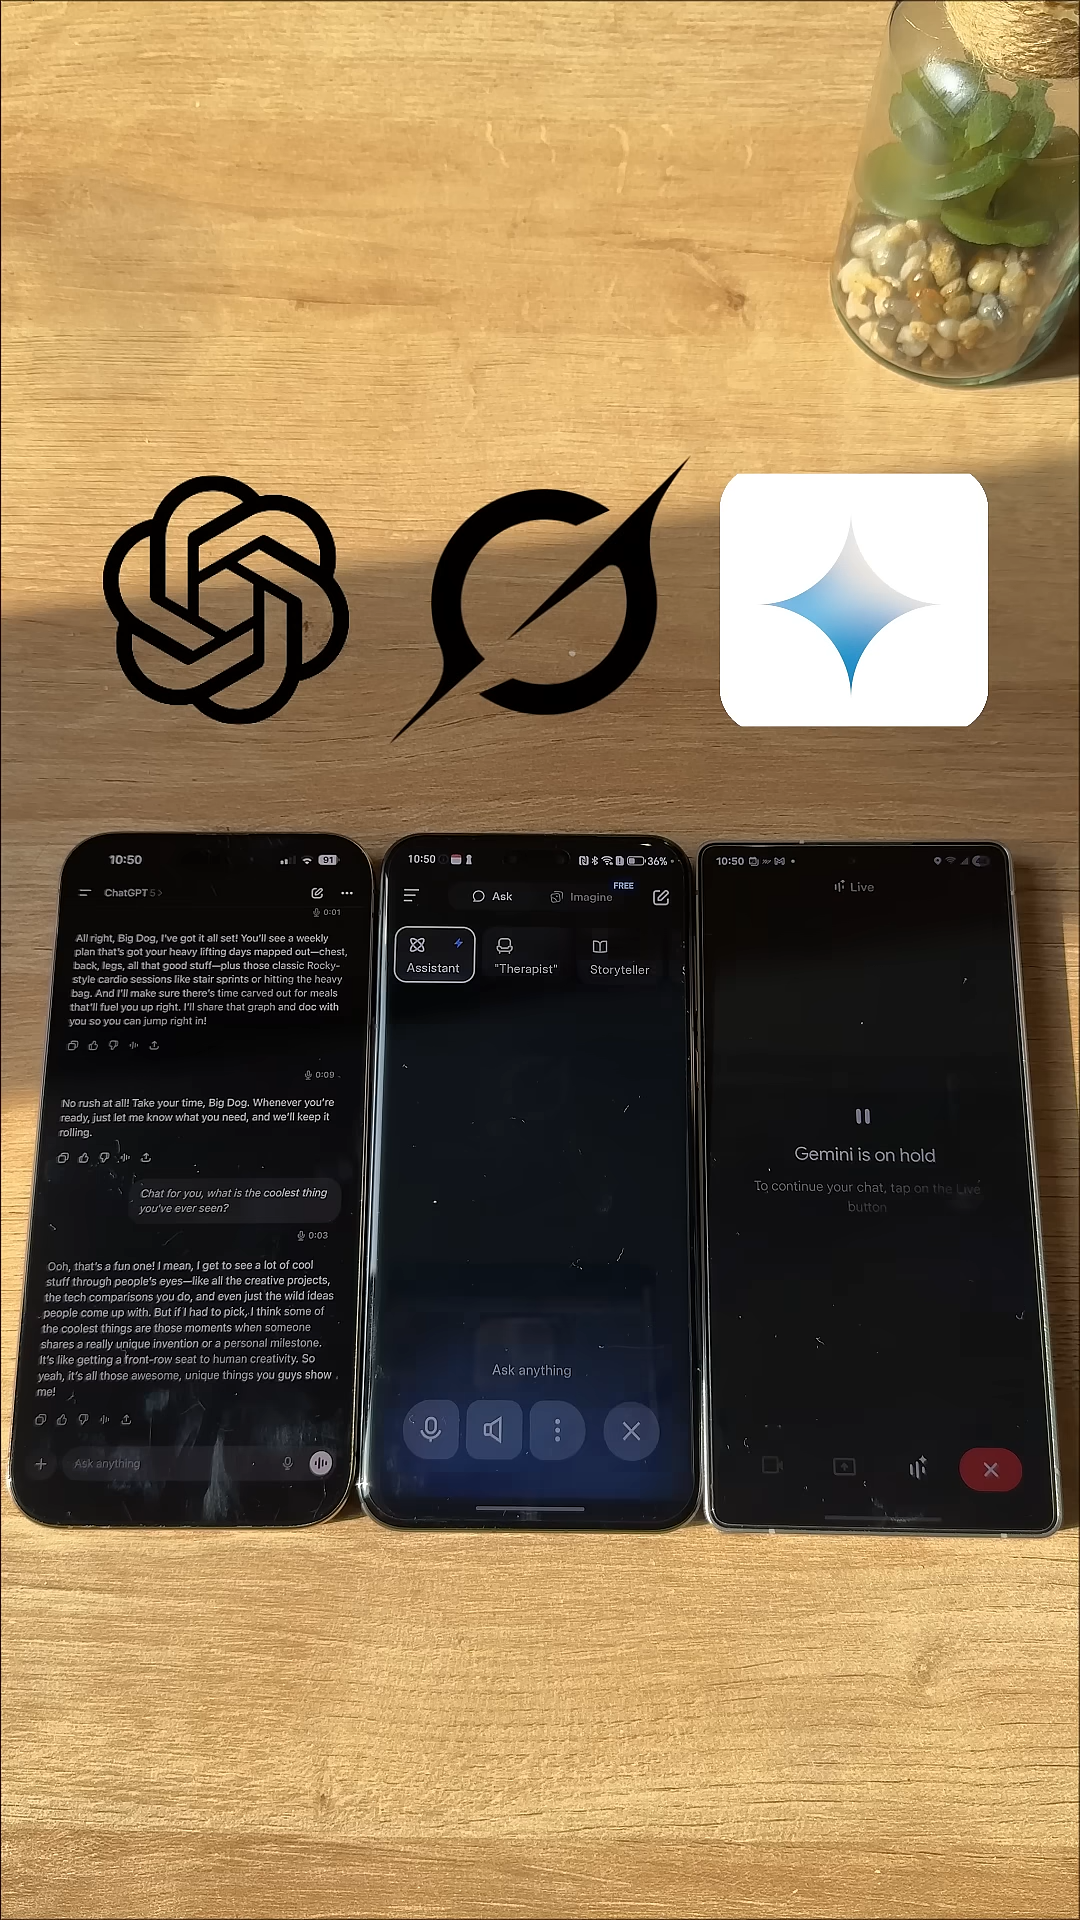 10:50
91
ChatGPT 5 >
0:01
All right, Big Dog, I've got it all set! You'll see a weekly
plan that's got your heavy lifting days mapped out—chest,
back, legs, all that good stuff—plus those classic Rocky-
style cardio sessions like stair sprints or hitting the heavy
bag. And I'll make sure there's time carved out for meals
that'll fuel you up right. I'll share that graph and doc with
you so you can jump right in!
0:09
No rush at all! Take your time, Big Dog. Whenever you're
ready, just let me know what you need, and we'll keep it
rolling.
Chat for you, what is the coolest thing
you've ever seen?
0:03
Ooh, that's a fun one! I mean, I get to see a lot of cool
stuff through people's eyes—like all the creative projects,
the tech comparisons you do, and even just the wild ideas
people come up with. But if I had to pick, I think some of
the coolest things are those moments when someone
shares a really unique invention or a personal milestone.
It's like getting a front-row seat to human creativity. So
yeah, it's all those awesome, unique things you guys show
me!
Ask anything
10:50
36%
Ask
Imagine
FREE
Assistant
"Therapist"
Storyteller
Ask anything
10:50
Live
Gemini is on hold
To continue your chat, tap on the Live
button